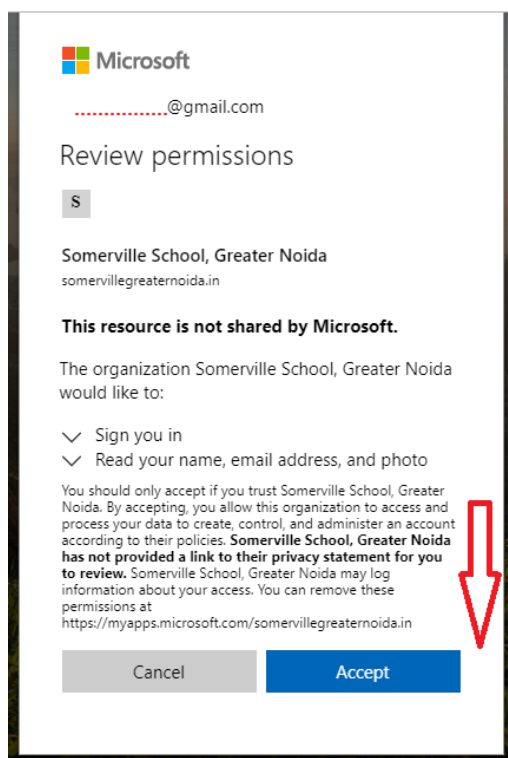 Microsoft
@gmail.com
Review permissions
S
Somerville School, Greater Noida
somervillegreaternoida.in
This resource is not shared by Microsoft.
The organization Somerville School, Greater Noida
would like to:
Sign you in
Read your name, email address, and photo
You should only accept if you trust Somerville School, Greater
Noida. By accepting, you allow this organization to access and
process your data to create, control, and administer an account
according to their policies. Somerville School, Greater Noida
has not provided a link to their privacy statement for you
to review. Somerville School, Greater Noida may log
information about your access. You can remove these
permissions at
https://myapps.microsoft.com/somervillegreaternoida.in
Cancel
Accept